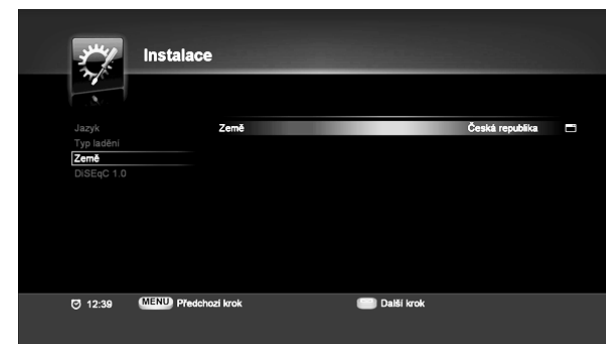 Instalace
Jazyk
Typ ladění
Země
DiSEqC 1.0
Země Česká republika
12:39 MENU Předchozí krok Další krok